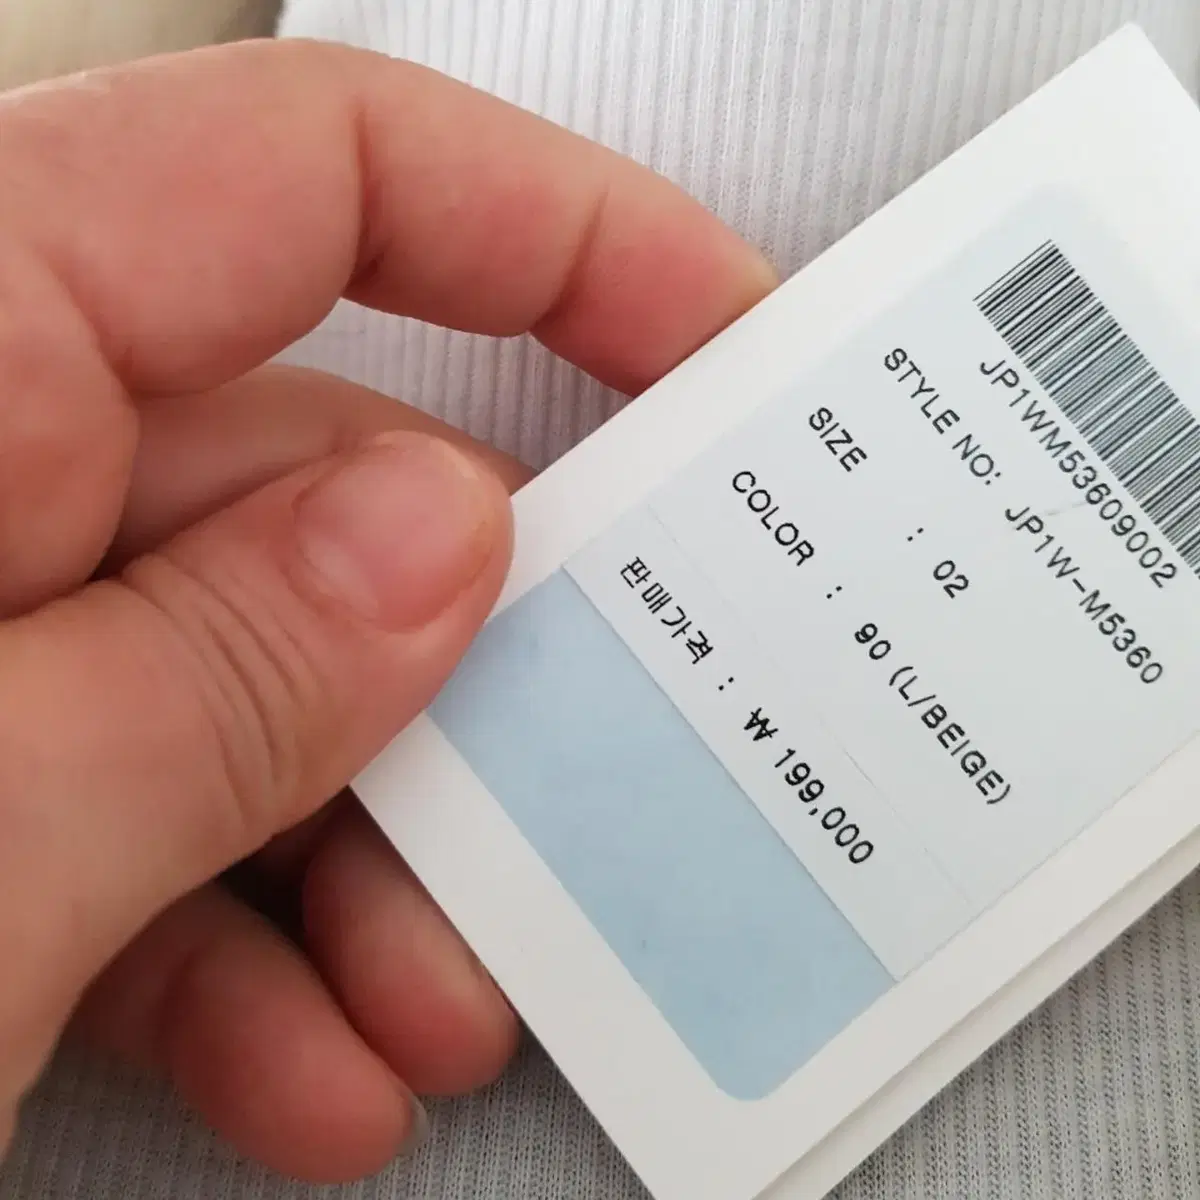 JP1WM53609002
STYLE NO: JP1W-M5360
SIZE : 02
COLOR : 90 (L/BEIGE)
판매가격 : ₩ 199,000